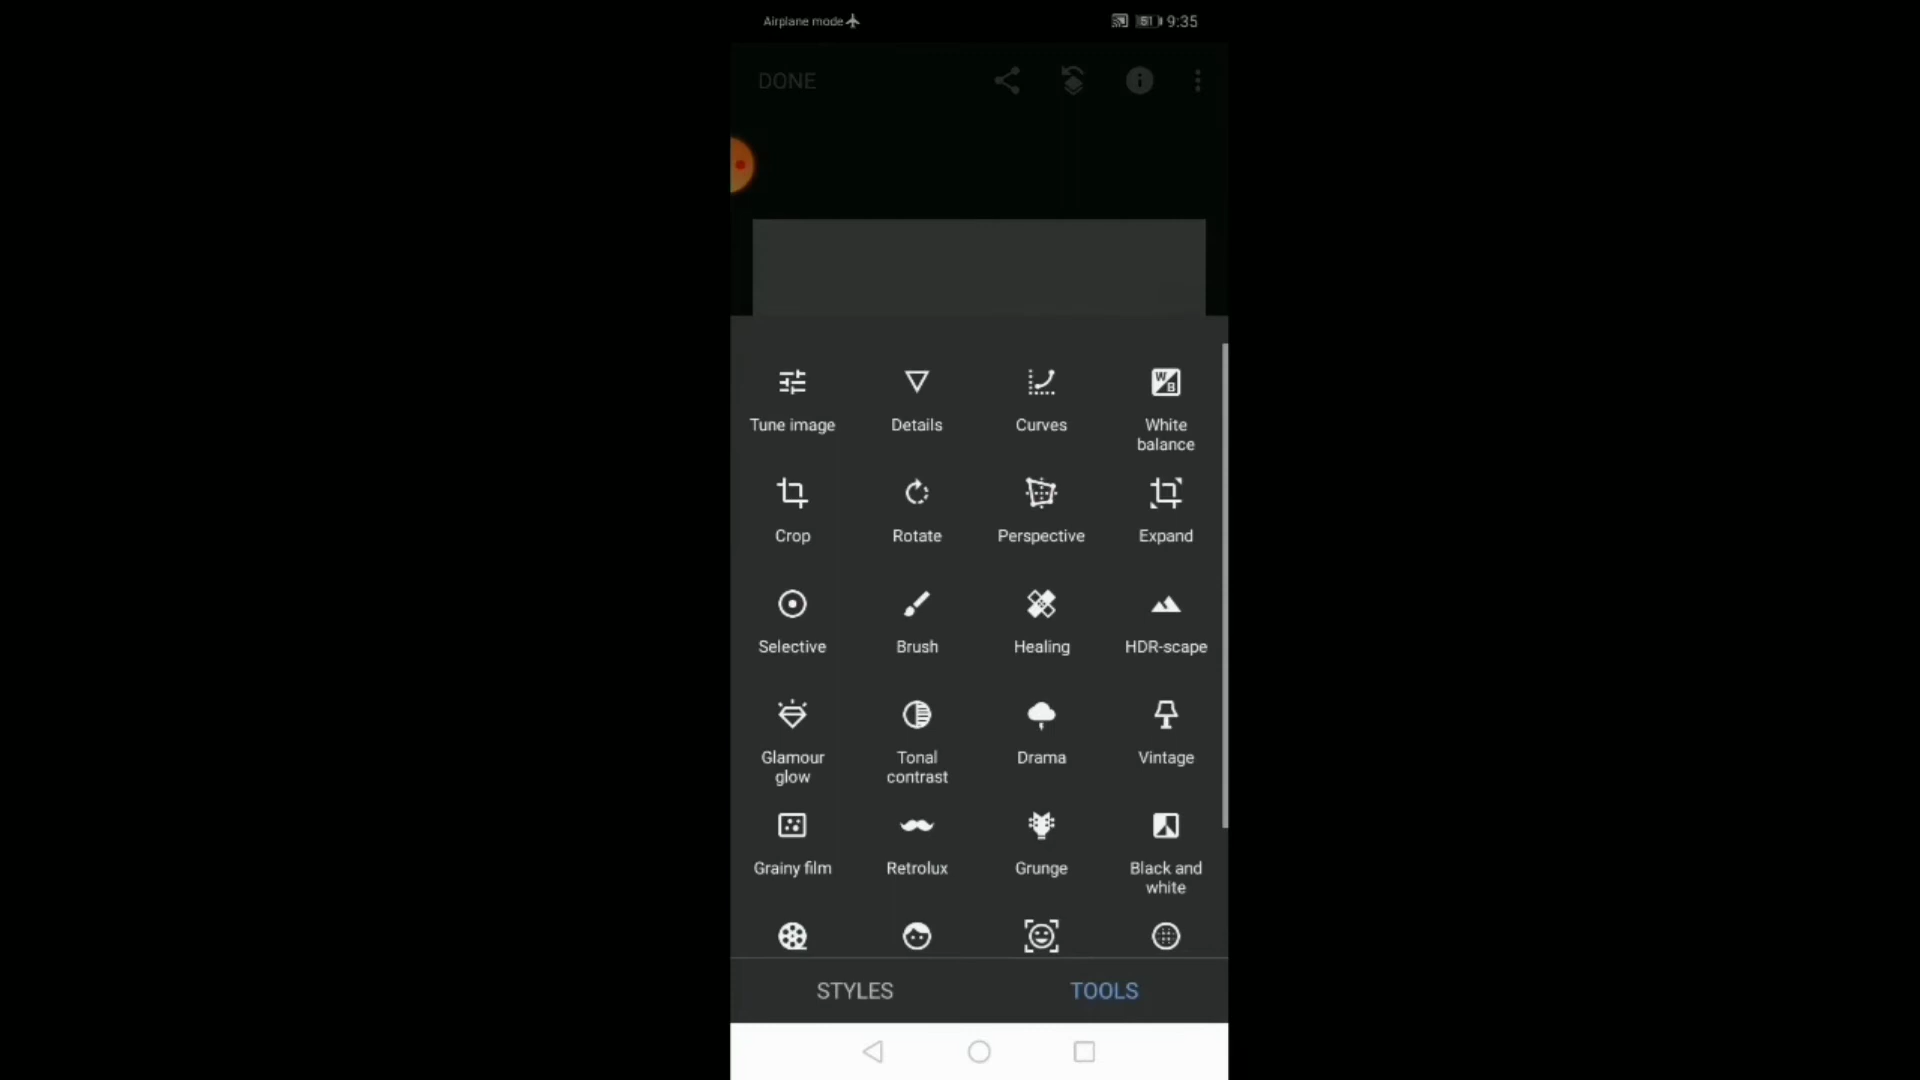 Airplane mode 51 9:35
DONE
Tune image Details Curves White balance
Crop Rotate Perspective Expand
Selective Brush Healing HDR-scape
Glamour glow Tonal contrast Drama Vintage
Grainy film Retrolux Grunge Black and white
STYLES TOOLS